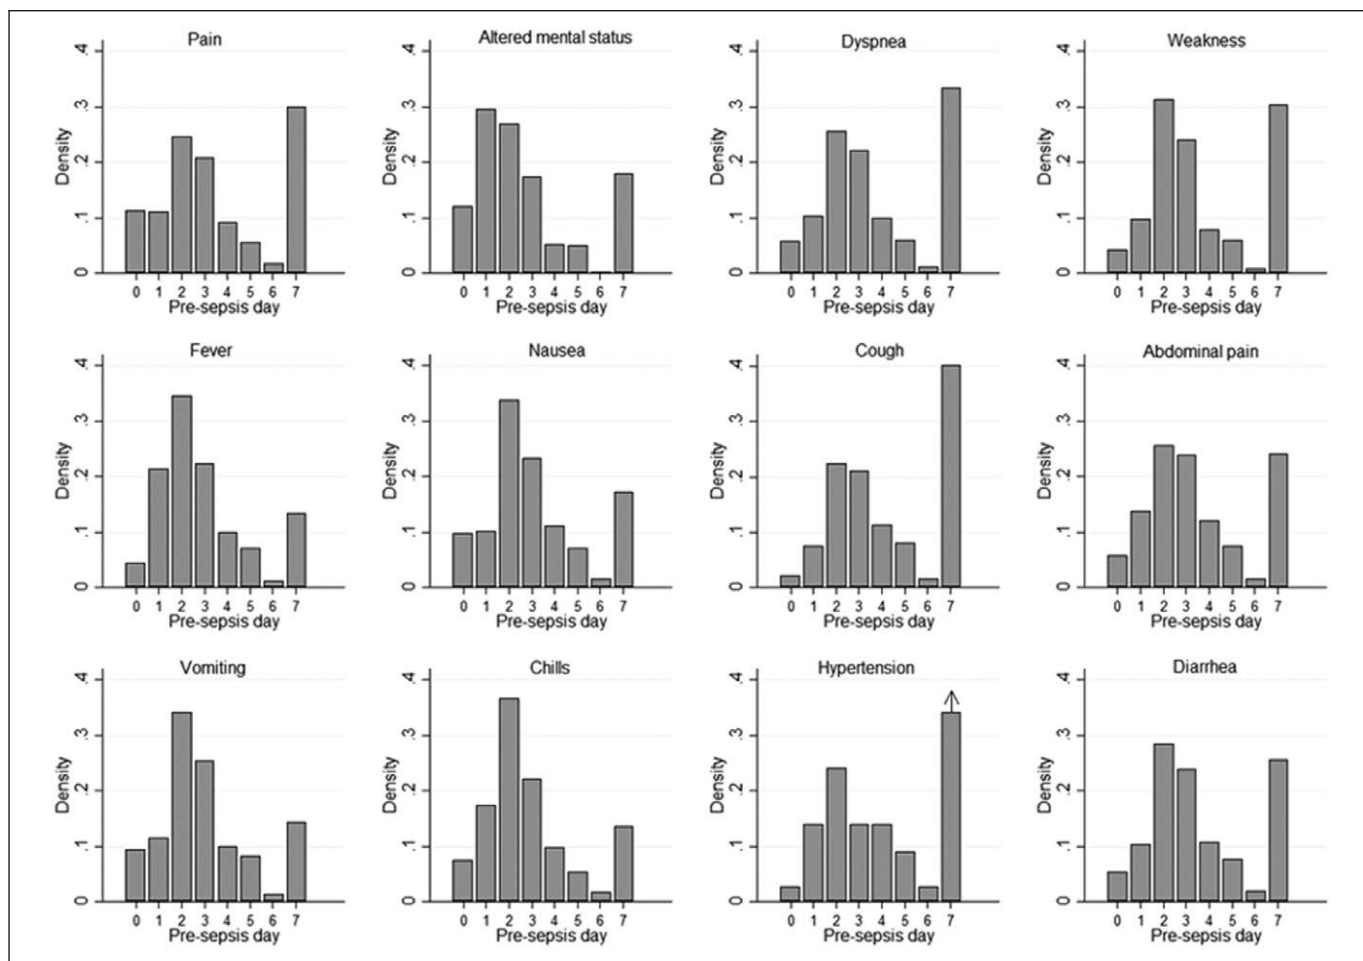 Pain
Altered mental status
Dyspnea
Weakness
Density
0 .1 .2 .3 .4
0 1 2 3 4 5 6 7
Pre-sepsis day
Density
0 .1 .2 .3 .4
0 1 2 3 4 5 6 7
Pre-sepsis day
Density
0 .1 .2 .3 .4
0 1 2 3 4 5 6 7
Pre-sepsis day
Density
0 .1 .2 .3 .4
0 1 2 3 4 5 6 7
Pre-sepsis day
Fever
Nausea
Cough
Abdominal pain
Density
0 .1 .2 .3 .4
0 1 2 3 4 5 6 7
Pre-sepsis day
Density
0 .1 .2 .3 .4
0 1 2 3 4 5 6 7
Pre-sepsis day
Density
0 .1 .2 .3 .4
0 1 2 3 4 5 6 7
Pre-sepsis day
Density
0 .1 .2 .3 .4
0 1 2 3 4 5 6 7
Pre-sepsis day
Vomiting
Chills
Hypertension
Diarrhea
Density
0 .1 .2 .3 .4
0 1 2 3 4 5 6 7
Pre-sepsis day
Density
0 .1 .2 .3 .4
0 1 2 3 4 5 6 7
Pre-sepsis day
Density
0 .1 .2 .3 .4
0 1 2 3 4 5 6 7
Pre-sepsis day
Density
0 .1 .2 .3 .4
0 1 2 3 4 5 6 7
Pre-sepsis day